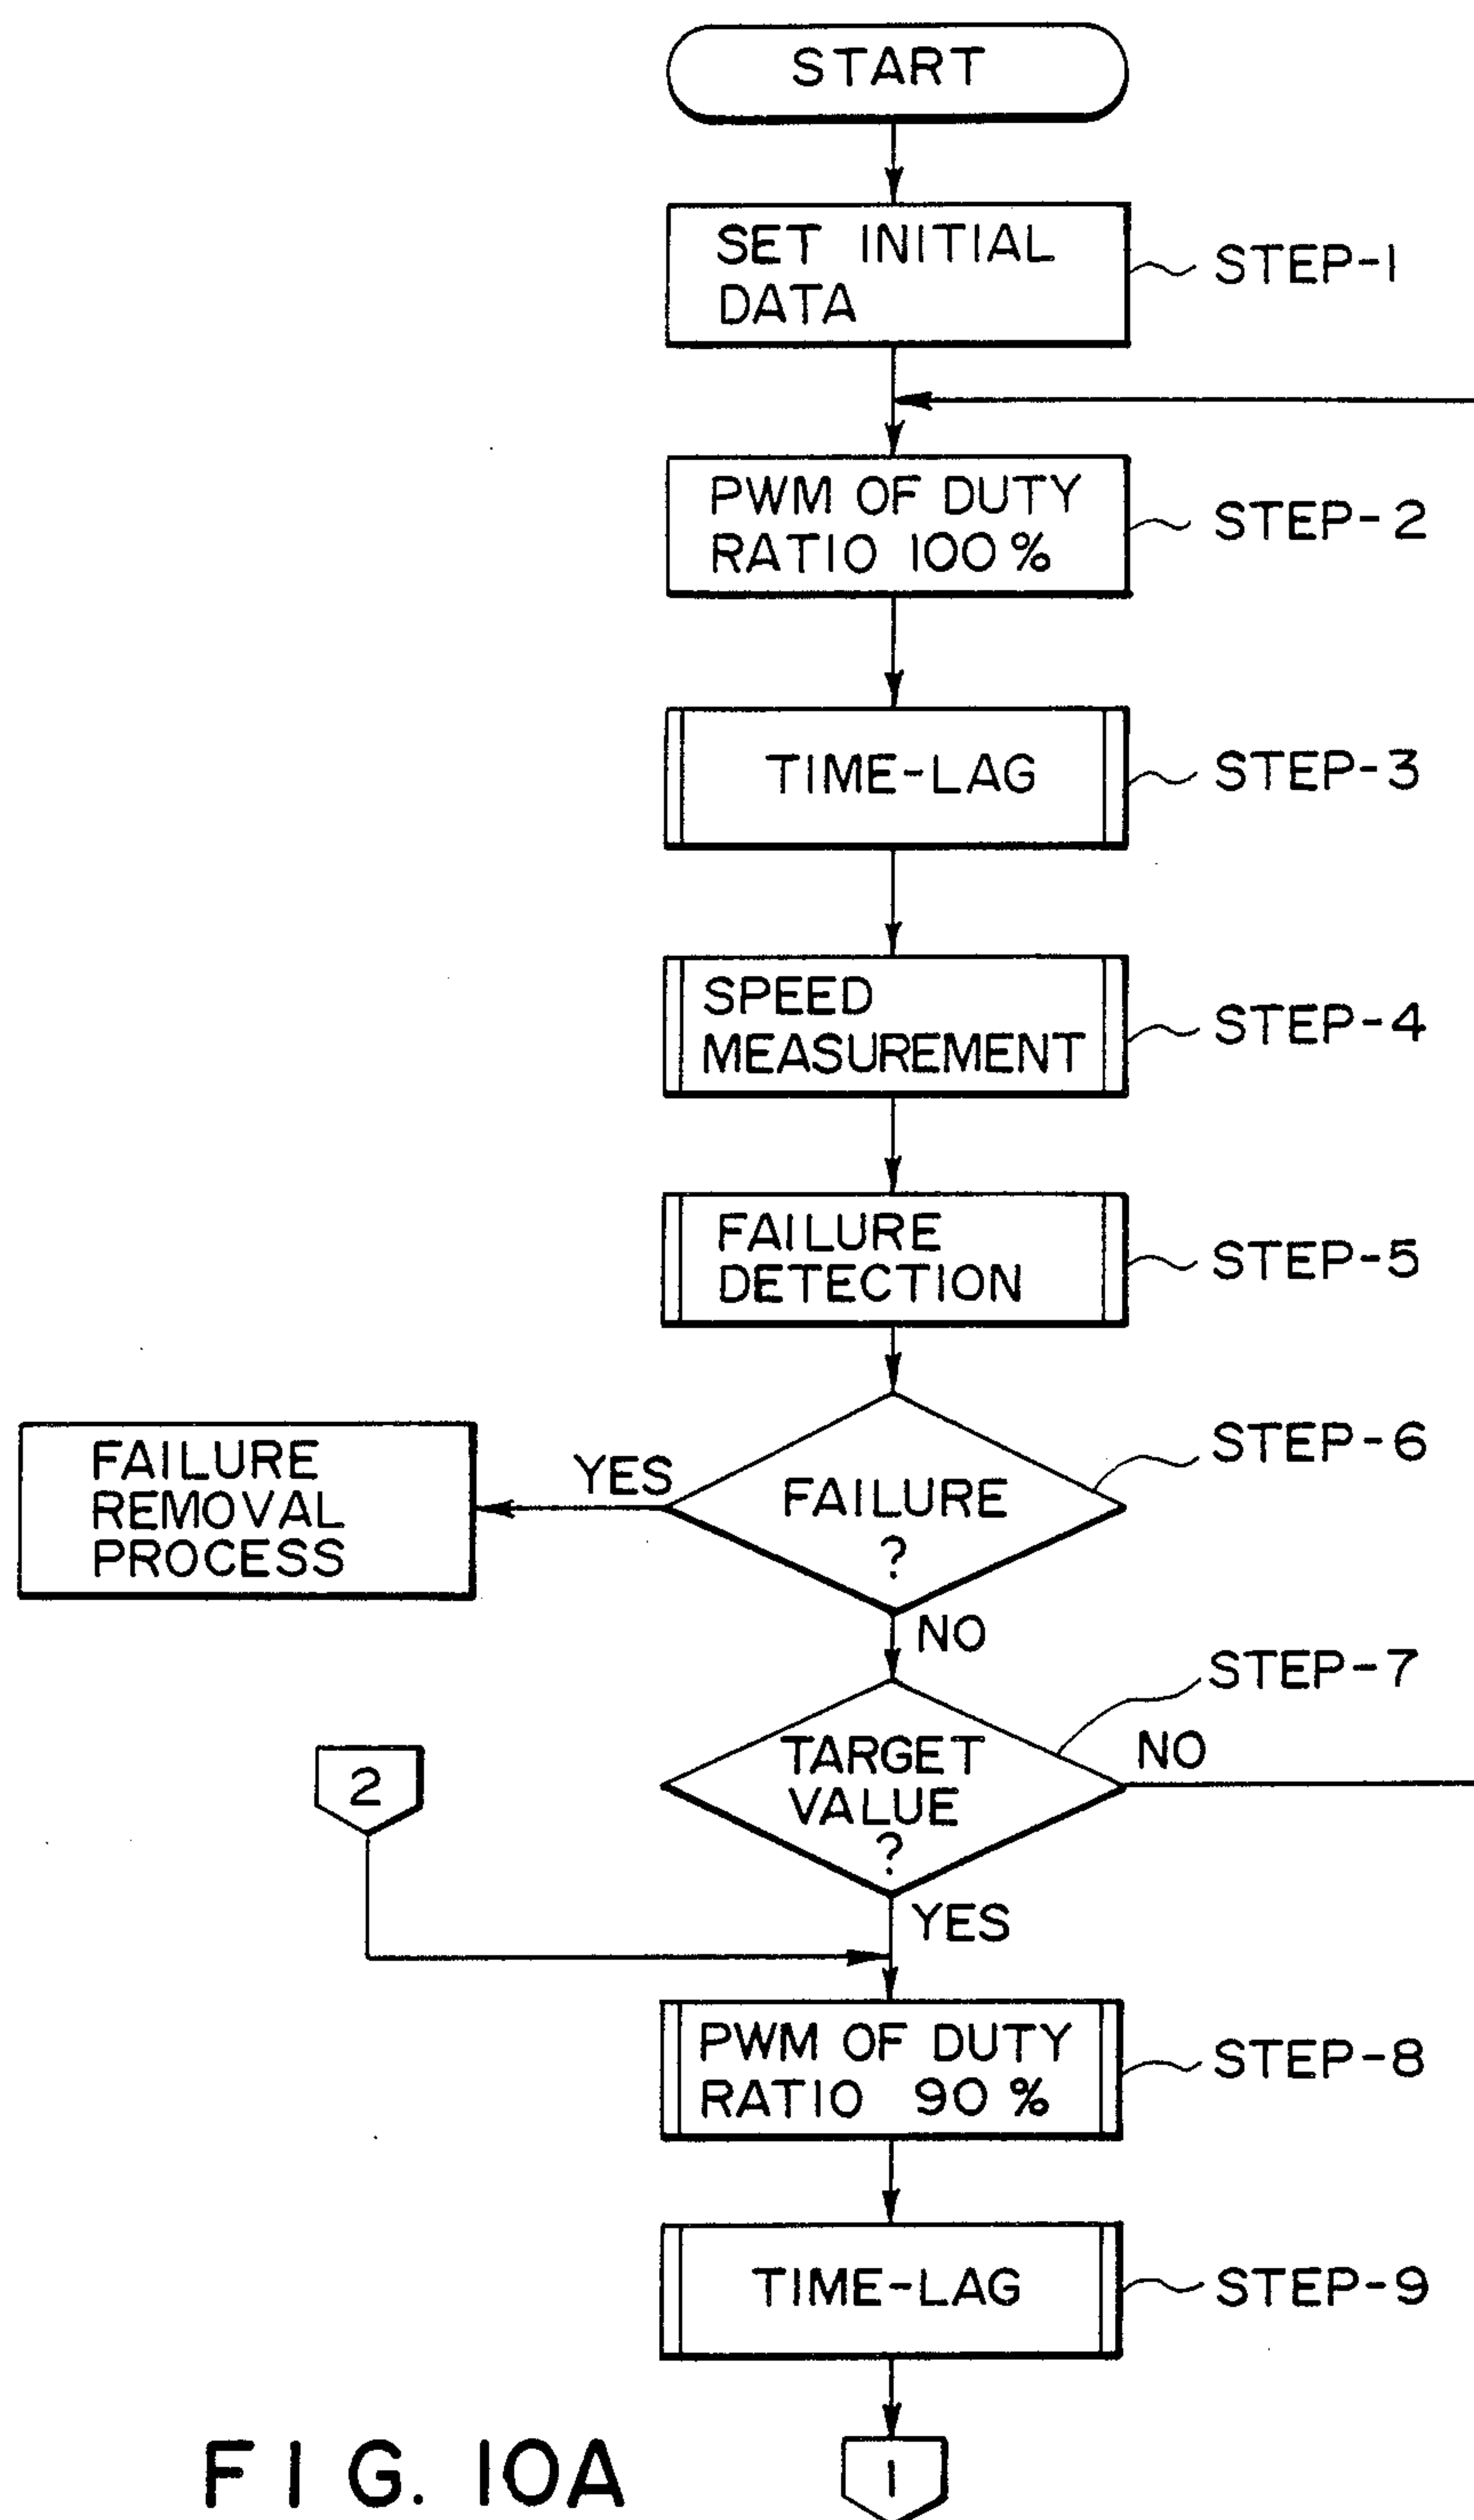 START
SET INITIAL
DATA
STEP-1
PWM OF DUTY
RATIO 100%
STEP-2
TIME-LAG
STEP-3
SPEED
MEASUREMENT
STEP-4
FAILURE
DETECTION
STEP-5
STEP-6
FAILURE
?
YES
FAILURE
REMOVAL
PROCESS
NO
STEP-7
TARGET
VALUE
?
NO
2
YES
PWM OF DUTY
RATIO 90%
STEP-8
TIME-LAG
STEP-9
1
FIG. 10A